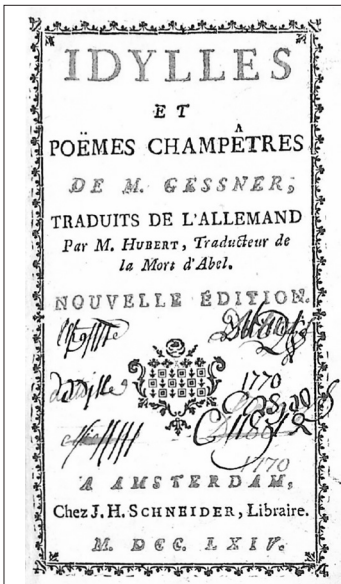 IDYLLES
ET
POËMES CHAMPÊTRES
DE M. GESSNER,
TRADUITS DE L'ALLEMAND
Par M. HUBERT, Traducteur de
la Mort d'Abel.
NOUVELLE ÉDITION.
1770
1770
A AMSTERDAM,
Chez J. H. SCHNEIDER, Libraire.
M. DCC. LXIV.